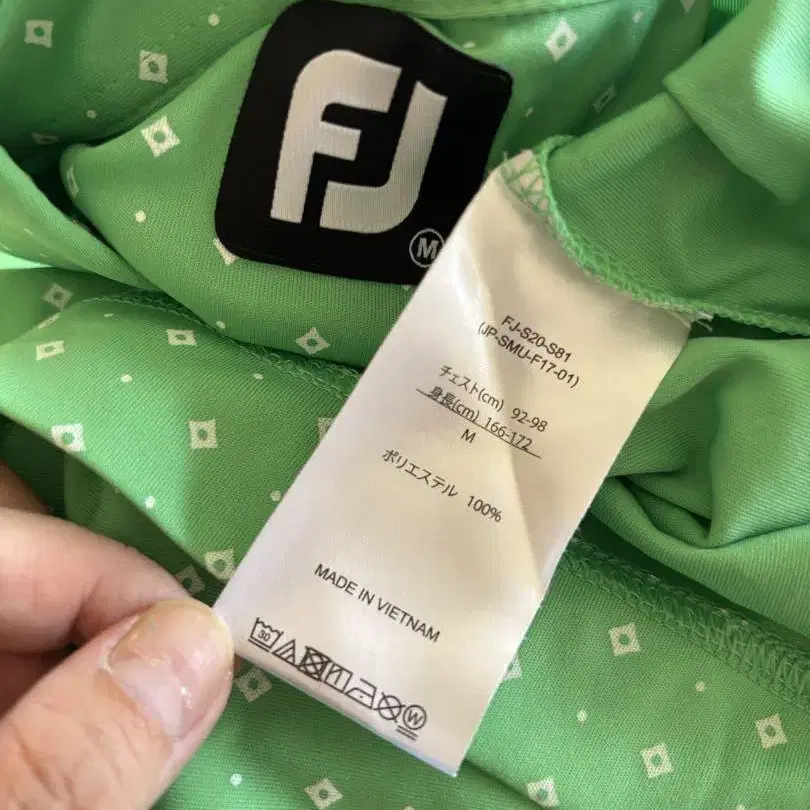 FJ
M
FJ-S20-S81
(JP-SMU-F17-01)
チェスト(cm) 92-98
身長(cm) 166-172
M
ポリエステル 100%
MADE IN VIETNAM
30
W